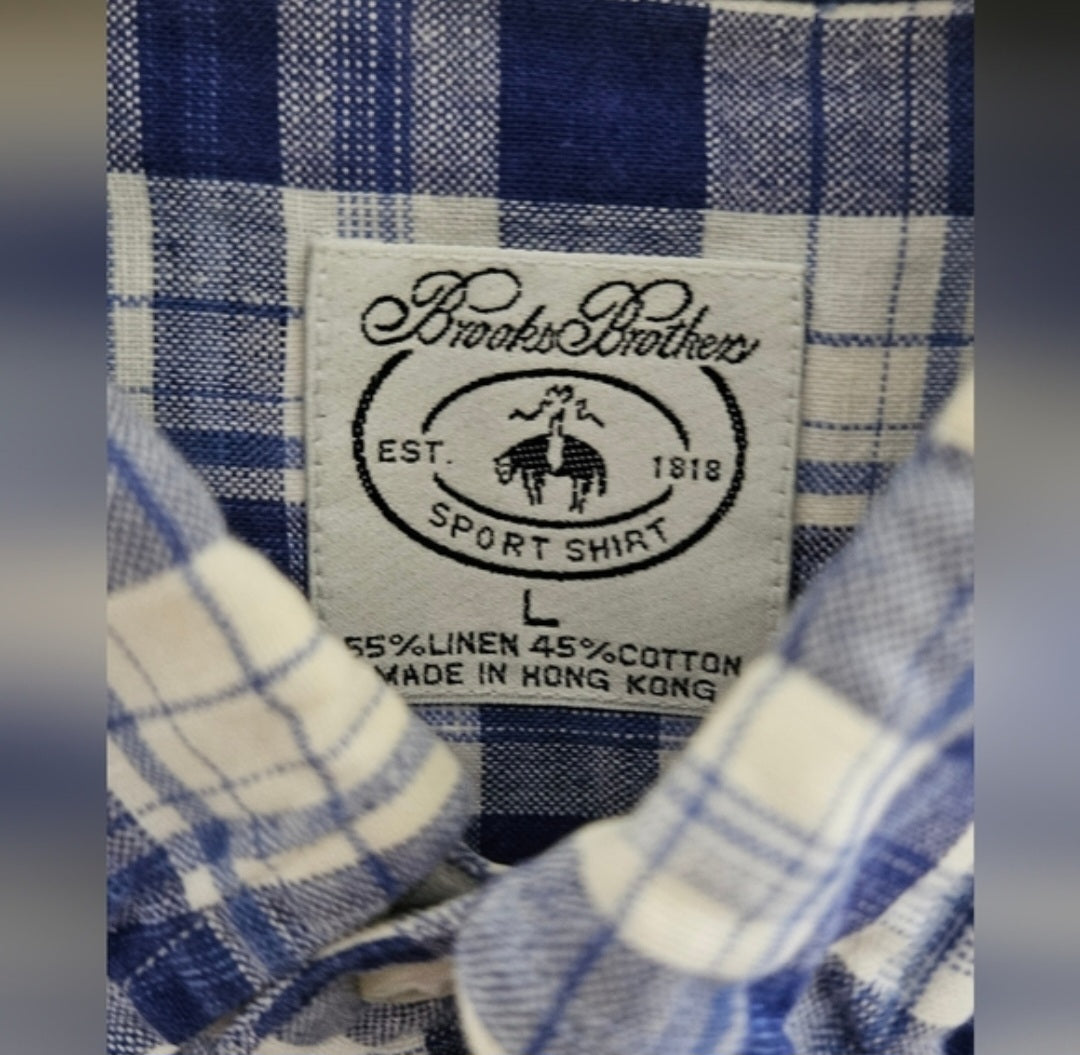 Brooks Brothers
EST. 1818
SPORT SHIRT
L
55%LINEN 45%COTTON
MADE IN HONG KONG